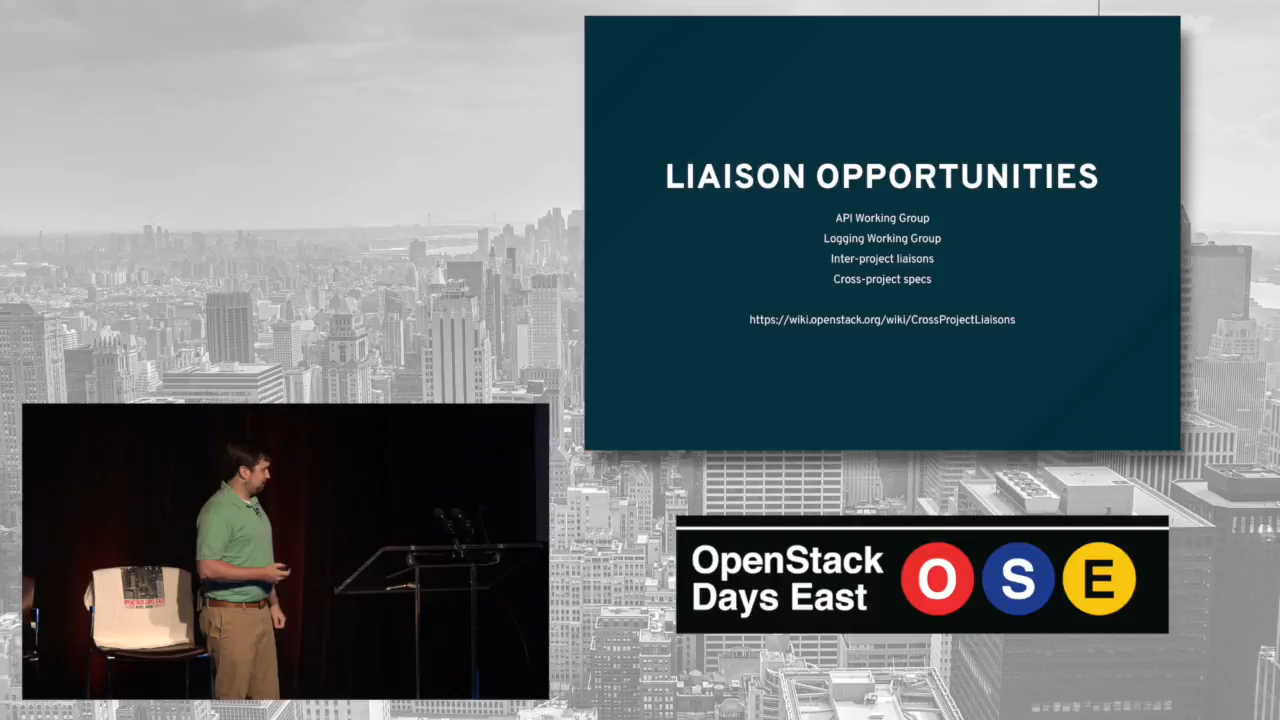 LIAISON OPPORTUNITIES
API Working Group
Logging Working Group
Inter-project liaisons
Cross-project specs
https://wiki.openstack.org/wiki/CrossProjectLiaisons
OpenStack
Days East
O S E